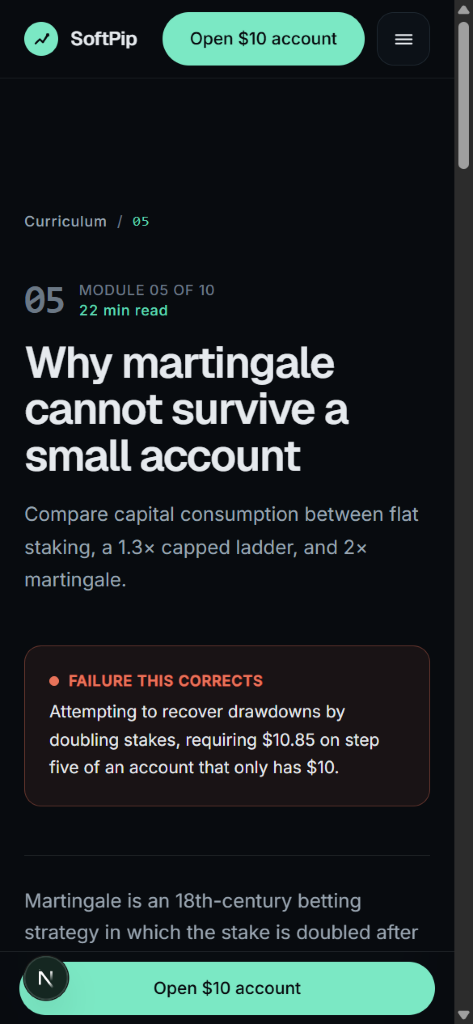 SoftPip
Open $10 account
Curriculum / 05
05
MODULE 05 OF 10
22 min read
Why martingale
cannot survive a
small account
Compare capital consumption between flat
staking, a 1.3× capped ladder, and 2×
martingale.
FAILURE THIS CORRECTS
Attempting to recover drawdowns by
doubling stakes, requiring $10.85 on step
five of an account that only has $10.
Martingale is an 18th-century betting
strategy in which the stake is doubled after
N
Open $10 account